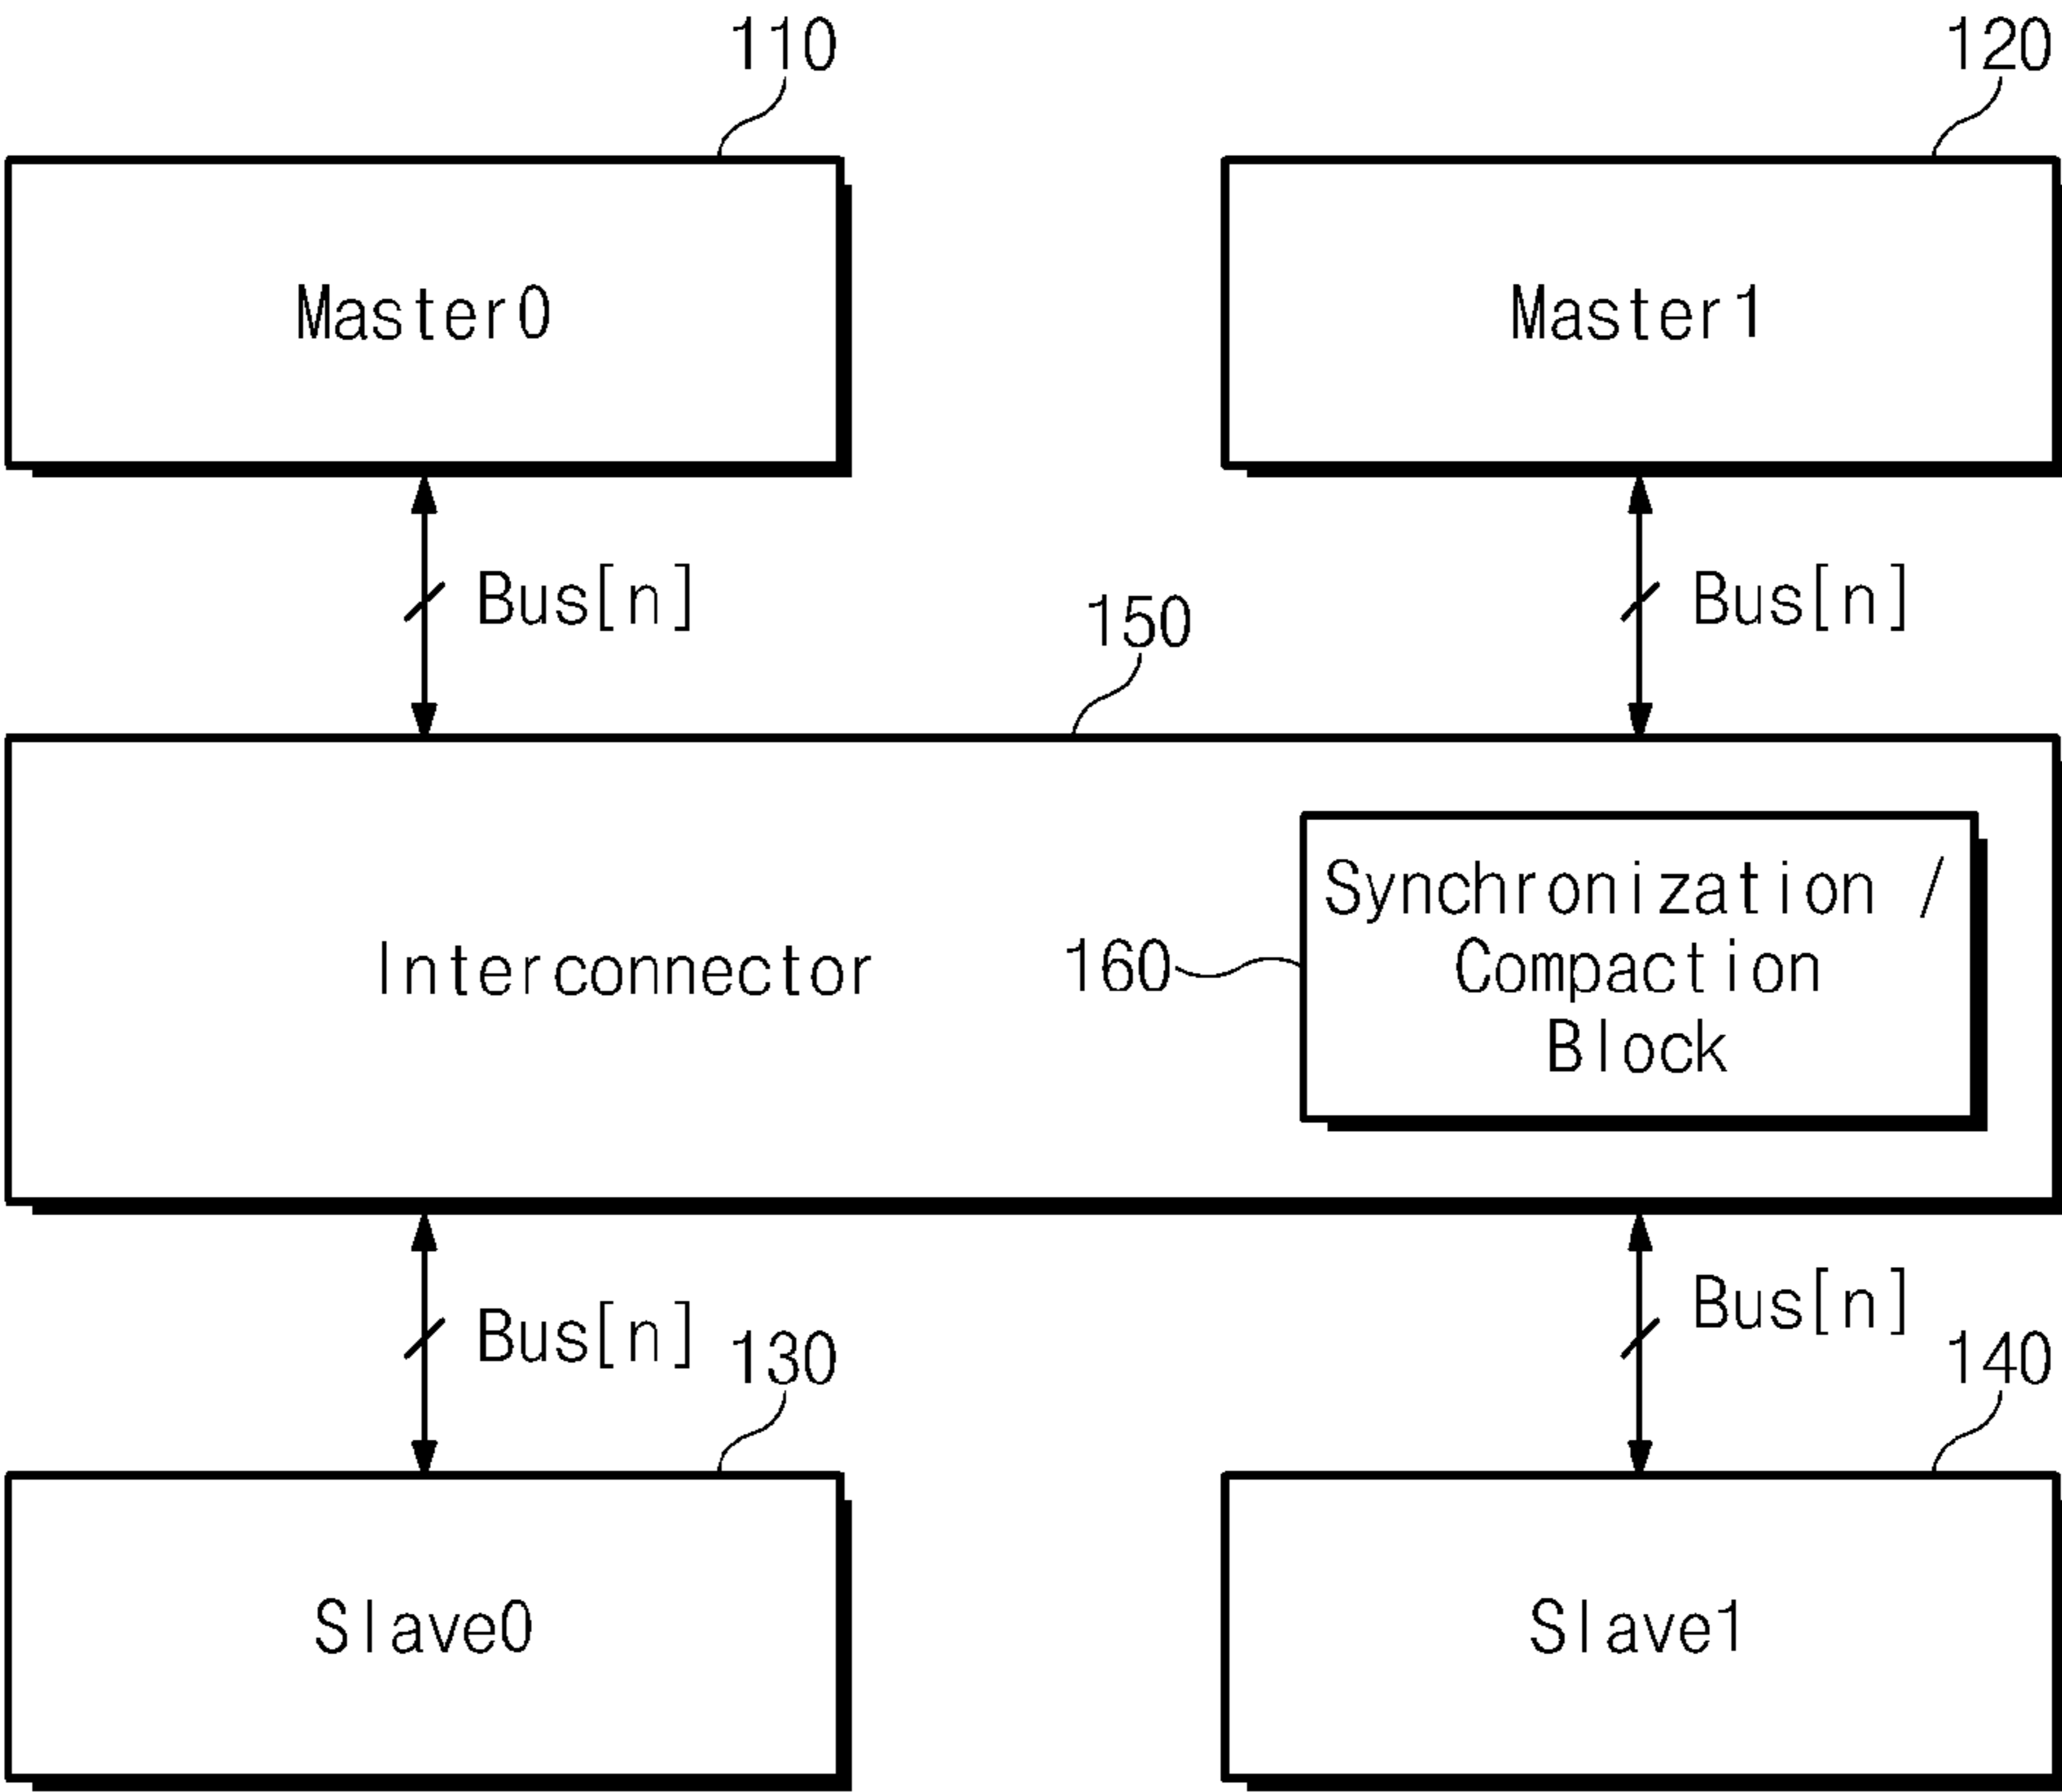 110
120
Master0
Master1
Bus[n]
Bus[n]
150
Interconnector
160
Synchronization /
Compaction
Block
Bus[n]
Bus[n]
130
140
Slave0
Slave1